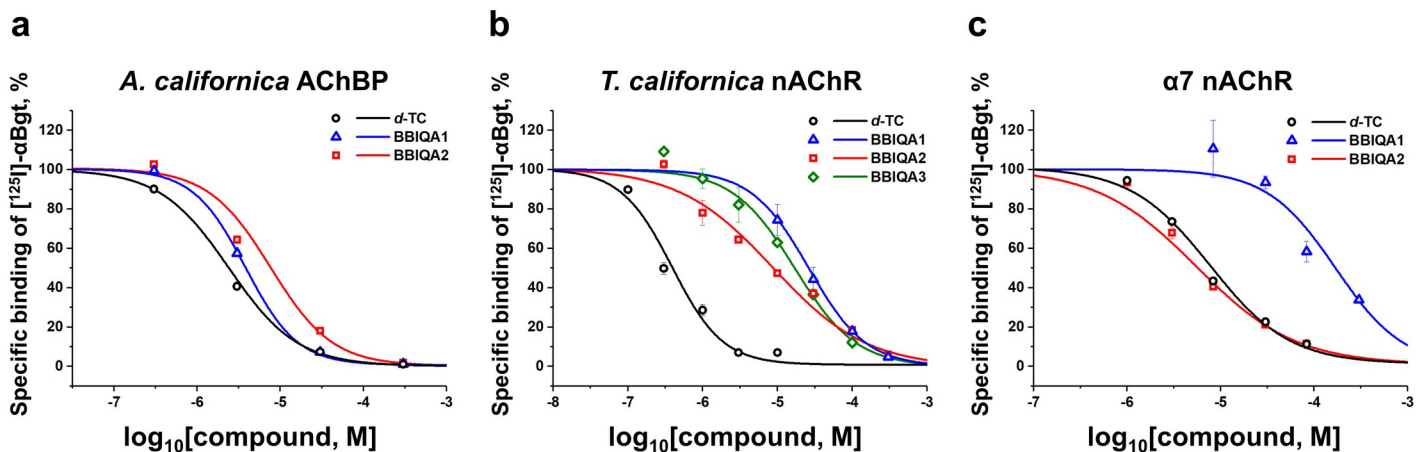 a
A. californica AChBP
Specific binding of [¹²⁵I]-αBgt, %
120
100
80
60
40
20
0
-7
-6
-5
-4
-3
log₁₀[compound, M]
d-TC
BBIQA1
BBIQA2
b
T. californica nAChR
Specific binding of [¹²⁵I]-αBgt, %
120
100
80
60
40
20
0
-8
-7
-6
-5
-4
-3
log₁₀[compound, M]
d-TC
BBIQA1
BBIQA2
BBIQA3
c
α7 nAChR
Specific binding of [¹²⁵I]-αBgt, %
120
100
80
60
40
20
0
-7
-6
-5
-4
-3
log₁₀[compound, M]
d-TC
BBIQA1
BBIQA2